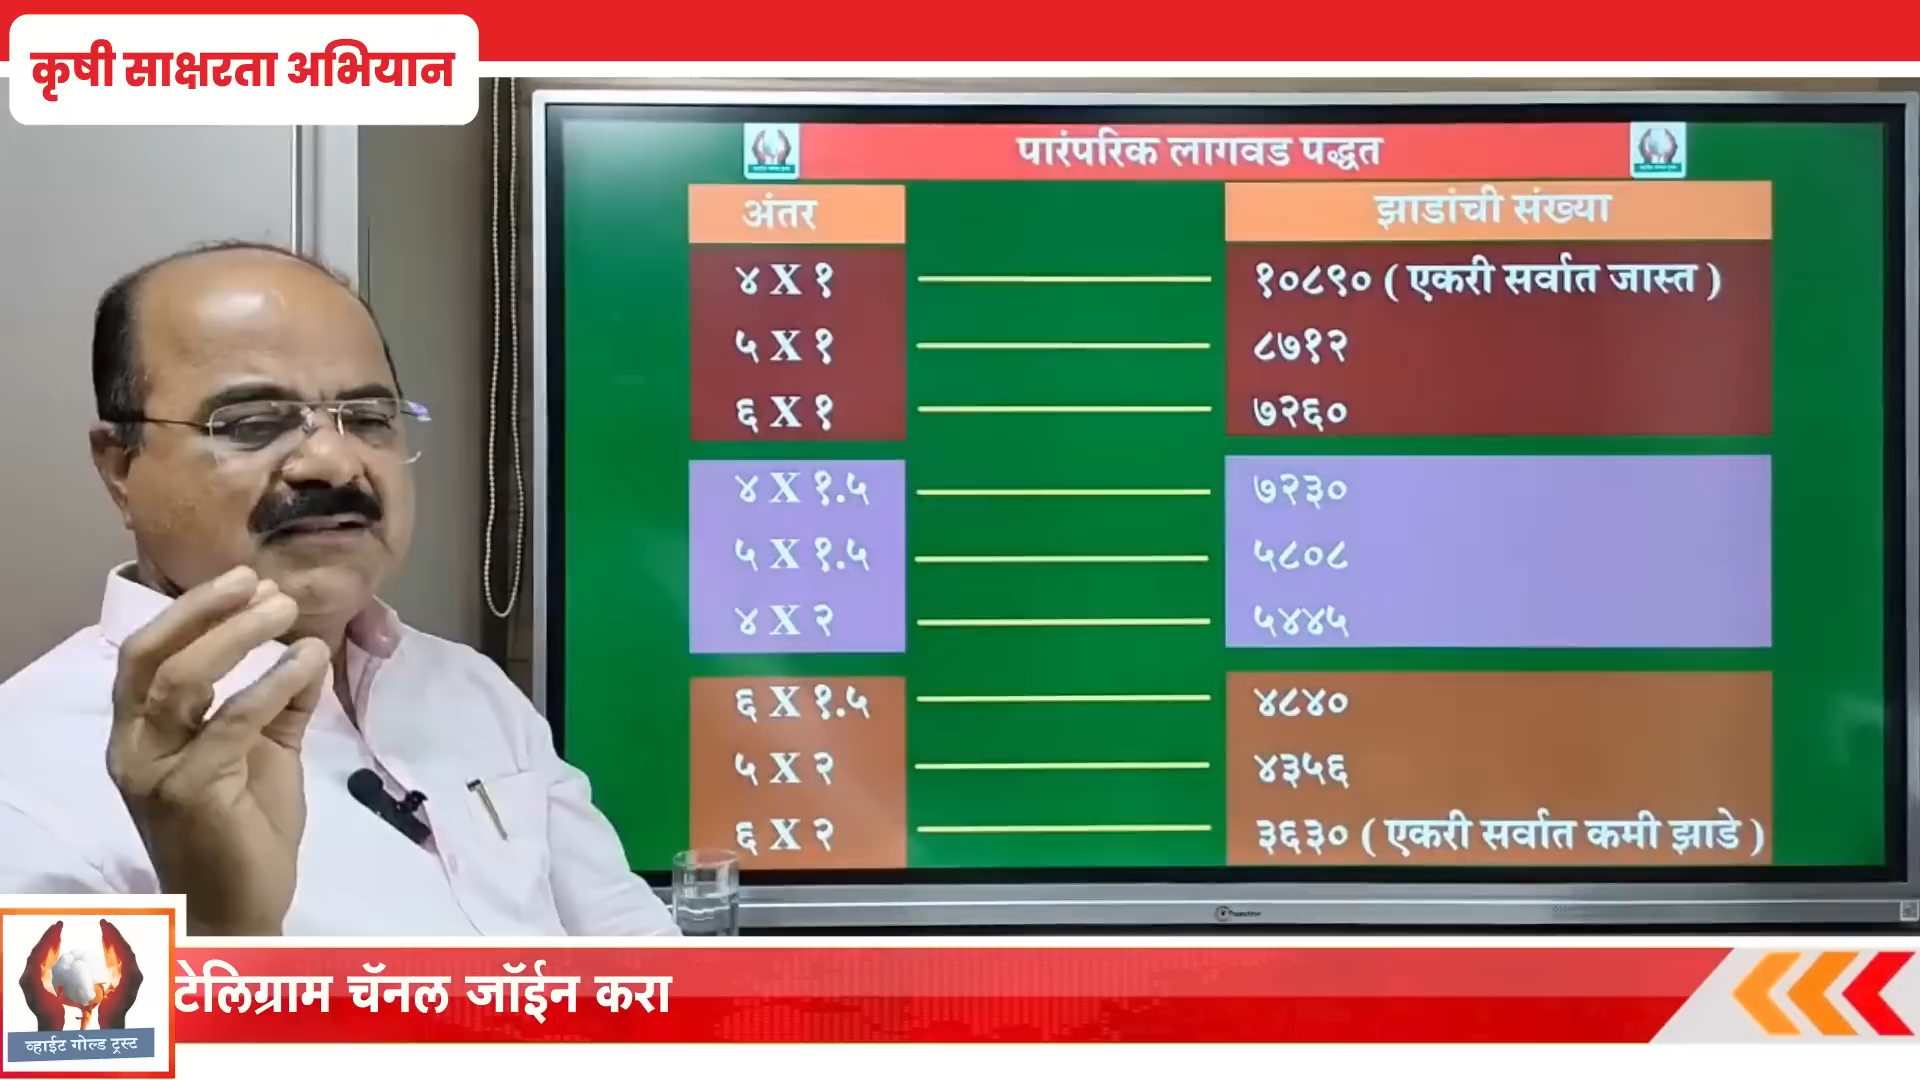 कृषी साक्षरता अभियान
पारंपरिक लागवड पद्धत
अंतर झाडांची संख्या
४ X १ १०८९० ( एकरी सर्वात जास्त )
५ X १ ८७१२
६ X १ ७२६०
४ X १.५ ७२३०
५ X १.५ ५८०८
४ X २ ५४४५
६ X १.५ ४८४०
५ X २ ४३५६
६ X २ ३६३० ( एकरी सर्वात कमी झाडे )
टेलिग्राम चॅनल जॉईन करा
व्हाईट गोल्ड ट्रस्ट